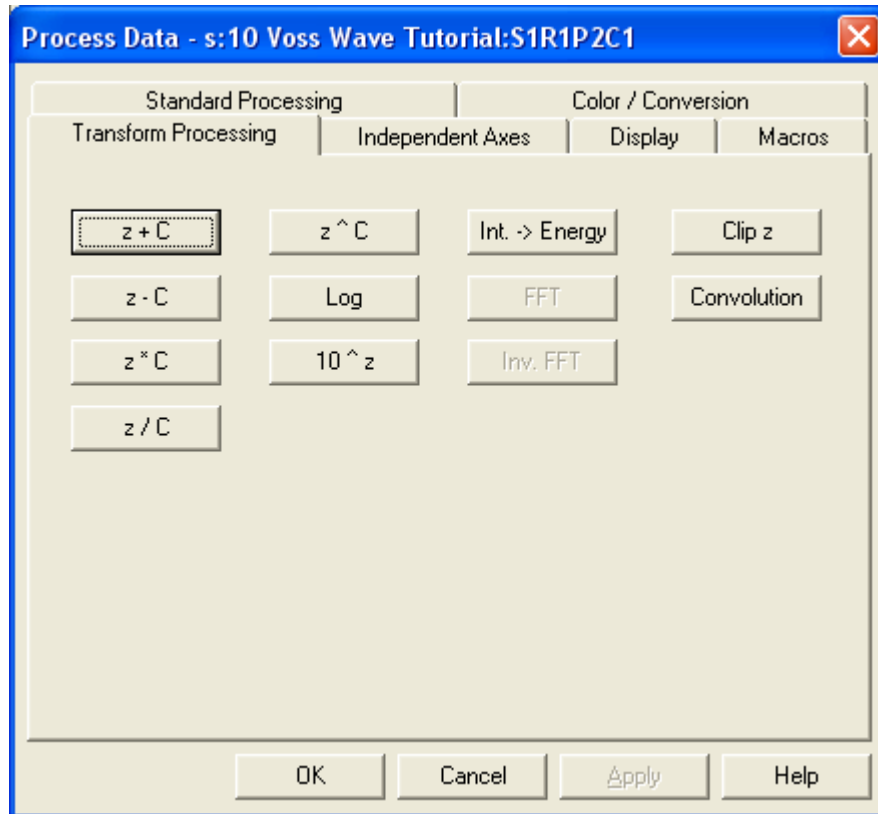 Process Data - s:10 Voss Wave Tutorial:S1R1P2C1
Standard Processing Color / Conversion
Transform Processing Independent Axes Display Macros
z + C z ^ C Int. -> Energy Clip z
z - C Log FFT Convolution
z * C 10 ^ z Inv. FFT
z / C
OK Cancel Apply Help